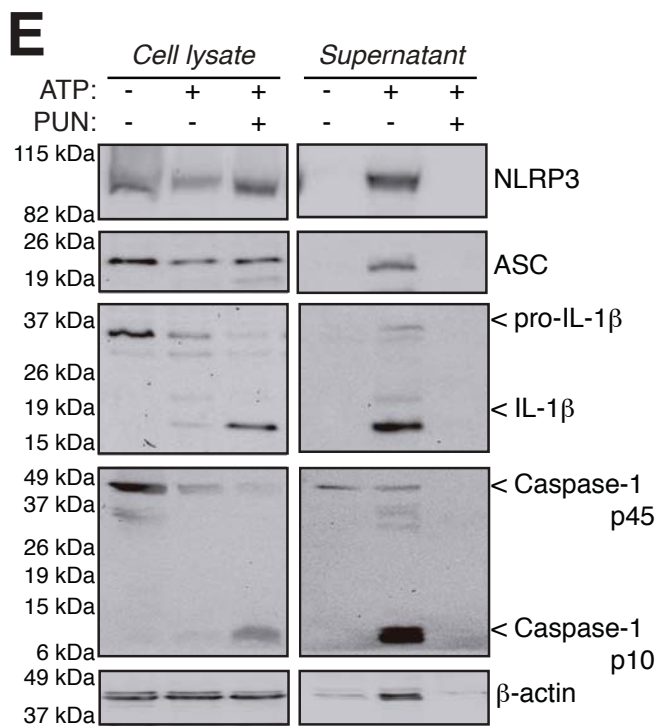 E
Cell lysate Supernatant
ATP: - + + - + +
PUN: - - + - - +
115 kDa
NLRP3
82 kDa
26 kDa
ASC
19 kDa
37 kDa
< pro-IL-1β
26 kDa
19 kDa
< IL-1β
15 kDa
49 kDa
< Caspase-1
37 kDa
p45
26 kDa
19 kDa
15 kDa
< Caspase-1
6 kDa
p10
49 kDa
β-actin
37 kDa